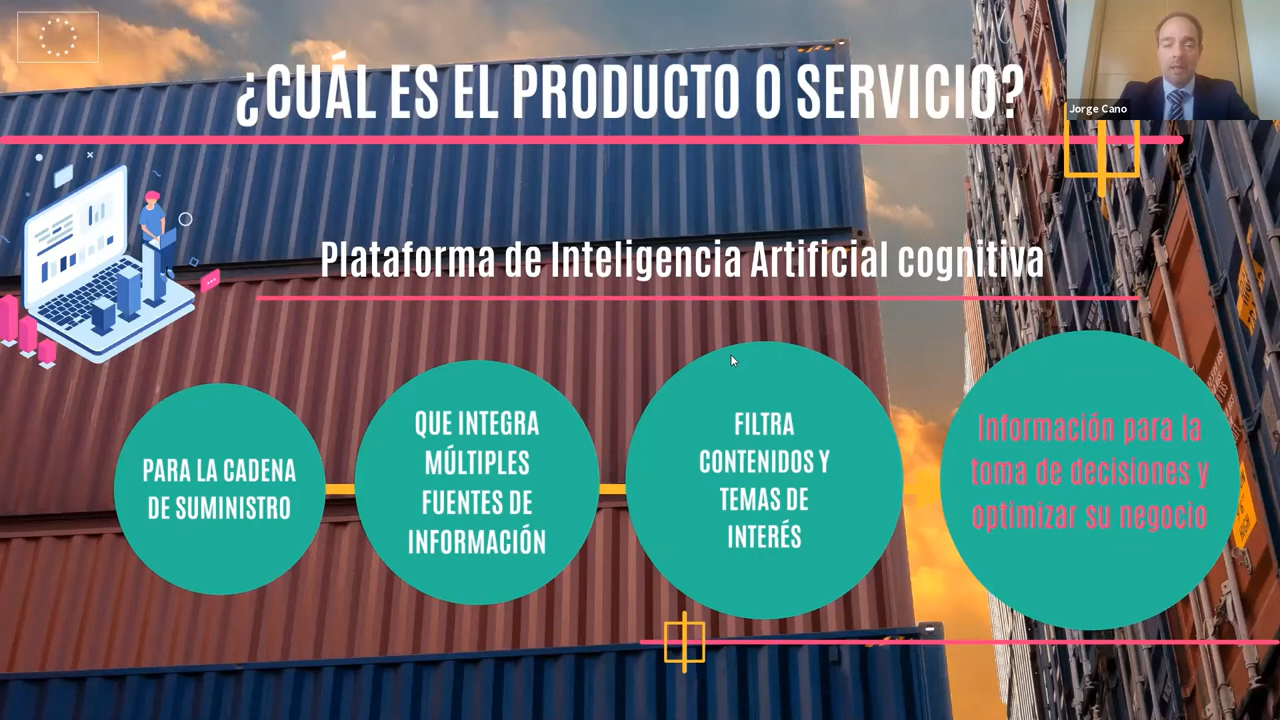 ¿CUÁL ES EL PRODUCTO O SERVICIO?
Jorge Cano
Plataforma de Inteligencia Artificial cognitiva
PARA LA CADENA
DE SUMINISTRO
QUE INTEGRA
MÚLTIPLES
FUENTES DE
INFORMACIÓN
FILTRA
CONTENIDOS Y
TEMAS DE
INTERÉS
Información para la
toma de decisiones y
optimizar su negocio